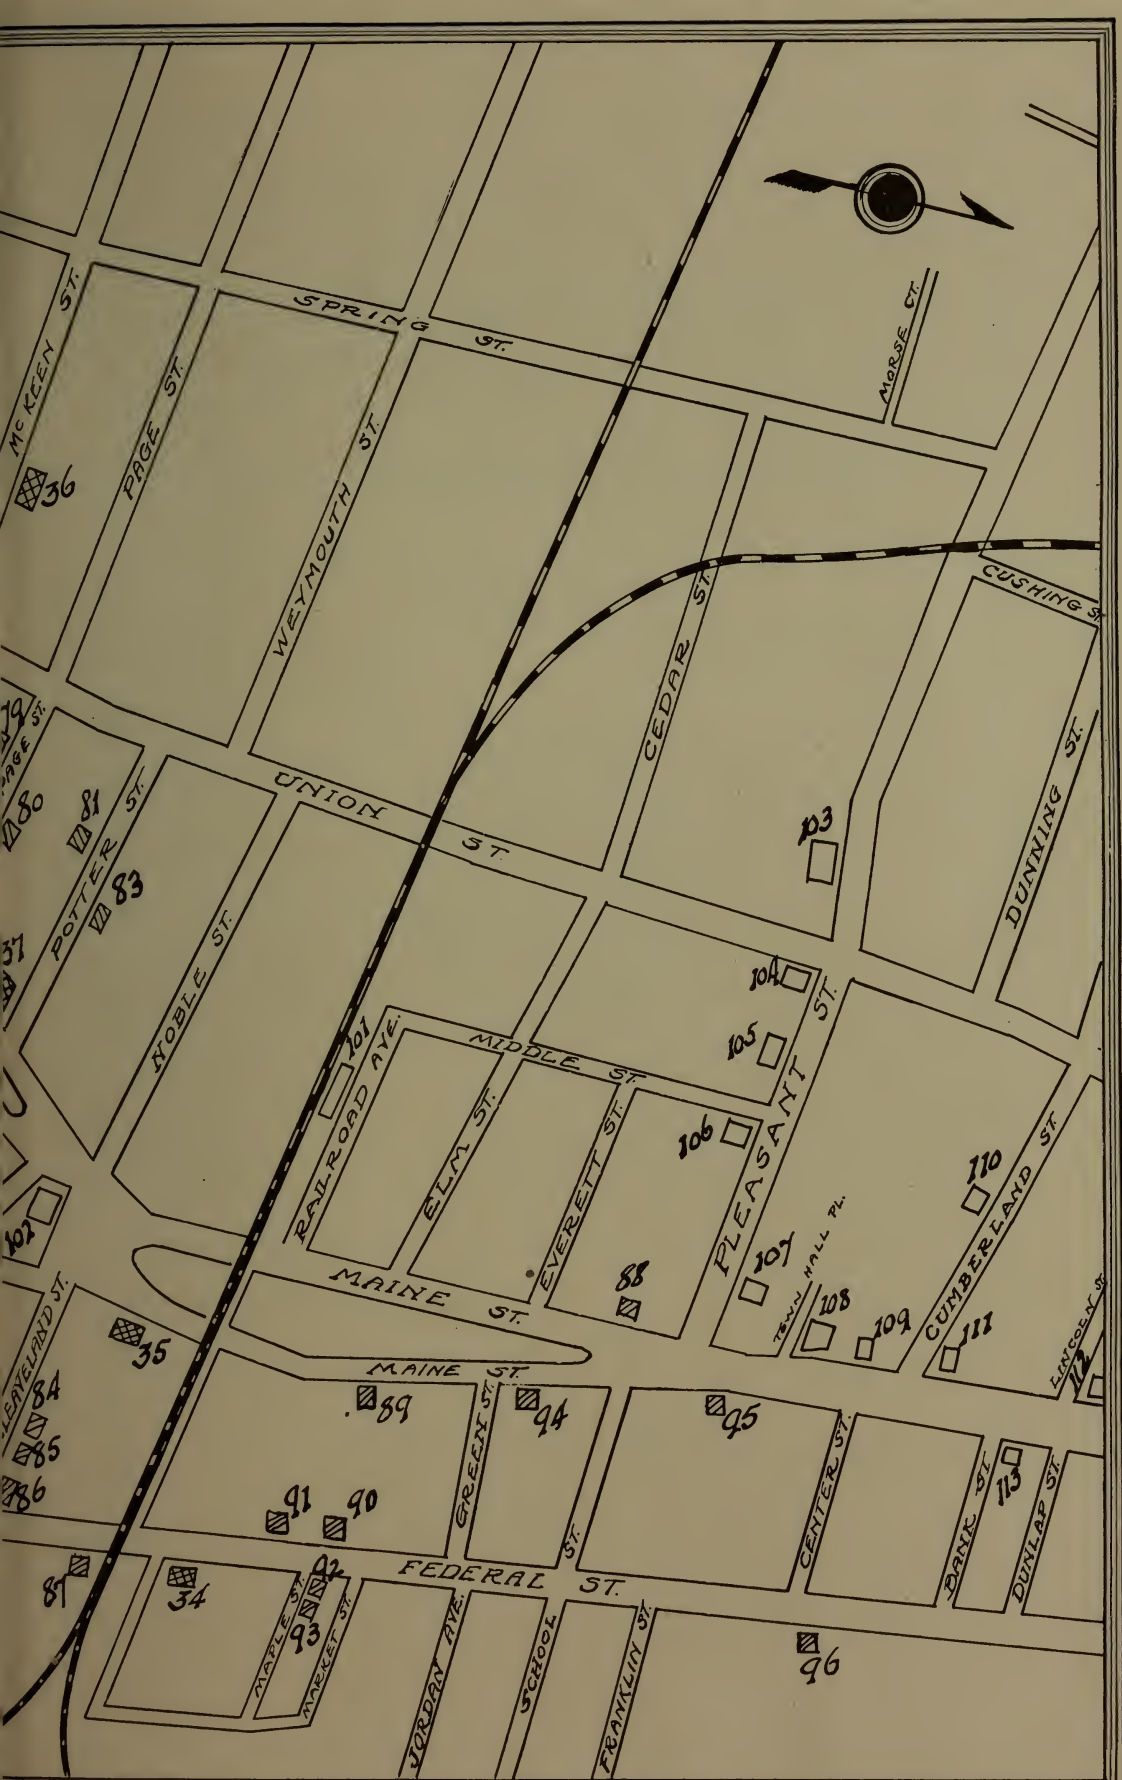 MORSE CT.
SPRING ST.
McKEEN ST.
PAGE ST.
36
WEYMOUTH ST.
CEDAR ST.
CUSHING ST.
DUNNING ST.
79
PAGE ST.
80
81
POTTER ST.
83
UNION ST.
103
37
NOBLE ST.
104
105
PLEASANT ST.
101
RAILROAD AVE.
MIDDLE ST.
ELM ST.
EVERETT ST.
106
110
CUMBERLAND ST.
102
MAINE ST.
88
107
TOWN HALL PL.
108
109
111
LINCOLN ST.
112
CLEAVELAND ST.
35
MAINE ST.
84
85
86
89
GREEN ST.
94
95
CENTER ST.
BANK ST
113
DUNLAP ST.
91
90
FEDERAL ST.
87
34
92
93
MAPLE ST.
MARKET ST.
JORDAN AVE.
SCHOOL ST.
FRANKLIN ST.
96